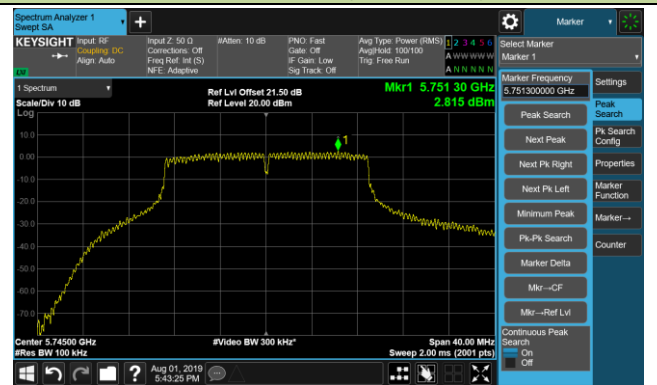 Spectrum Analyzer 1
Swept SA
Marker
KEYSIGHT
Input: RF
Coupling: DC
Align: Auto
Input Z: 50 Ω
Corrections: Off
Freq Ref: Int (S)
NFE: Adaptive
#Atten: 10 dB
PNO: Fast
Gate: Off
IF Gain: Low
Sig Track: Off
Avg Type: Power (RMS)
Avg|Hold: 100/100
Trig: Free Run
1 2 3 4 5 6
A W W W W W
A N N N N N
Select Marker
Marker 1
1 Spectrum
Scale/Div 10 dB
Log
Ref Lvl Offset 21.50 dB
Ref Level 20.00 dBm
Mkr1 5.751 30 GHz
2.815 dBm
10.0
0.00
-10.0
-20.0
-30.0
-40.0
-50.0
-60.0
-70.0
1
Center 5.74500 GHz
#Res BW 100 kHz
#Video BW 300 kHz*
Span 40.00 MHz
Sweep 2.00 ms (2001 pts)
Marker Frequency
5.751300000 GHz
Peak Search
Next Peak
Next Pk Right
Next Pk Left
Minimum Peak
Pk-Pk Search
Marker Delta
Mkr→CF
Mkr→Ref Lvl
Continuous Peak
Search
On
Off
Settings
Peak
Search
Pk Search
Config
Properties
Marker
Function
Marker→
Counter
Aug 01, 2019
5:43:25 PM